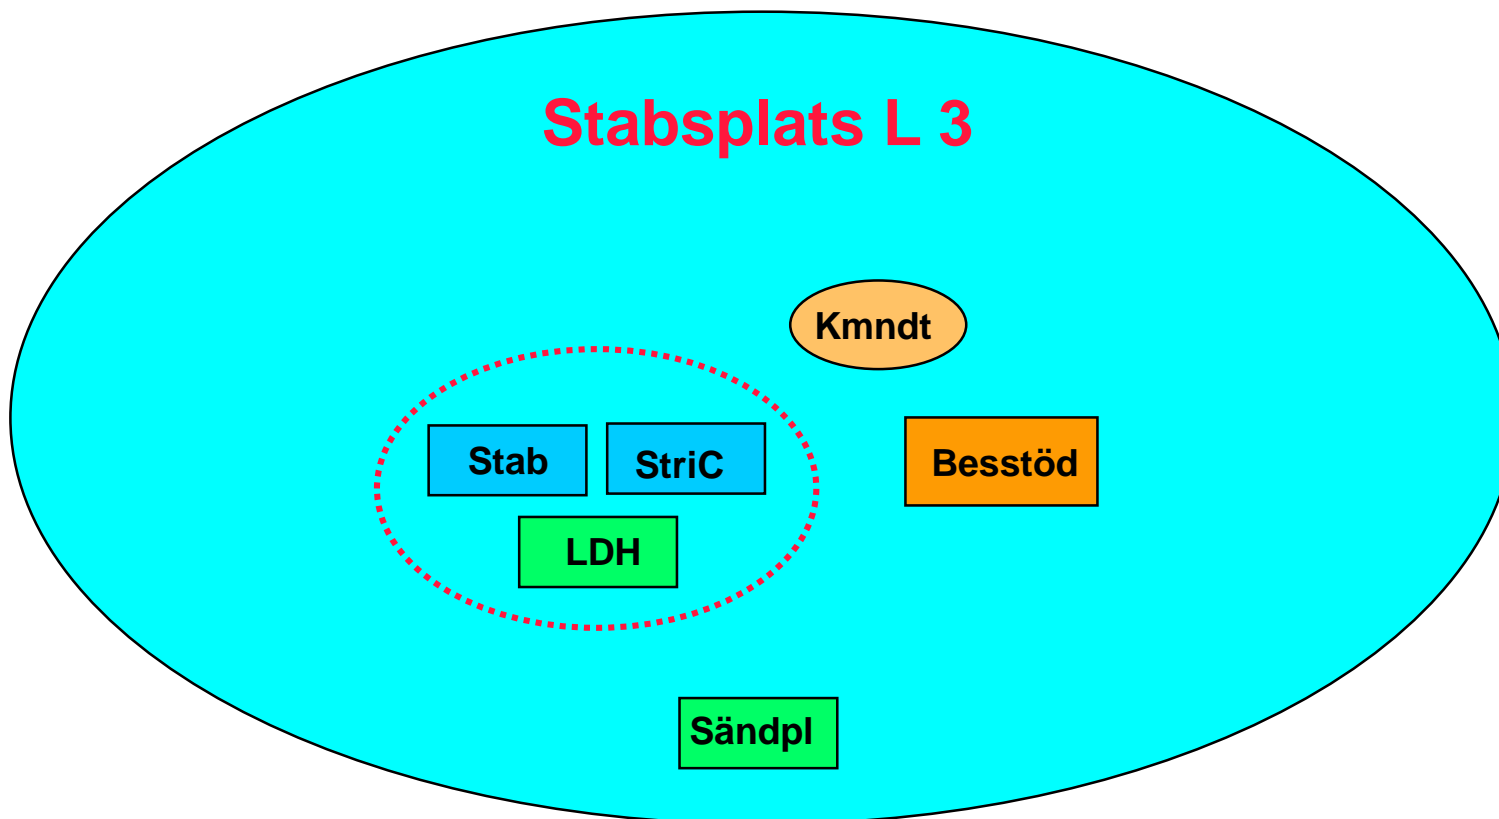 Stabsplats L 3
Kmndt
Stab
StriC
Besstöd
LDH
Sändpl